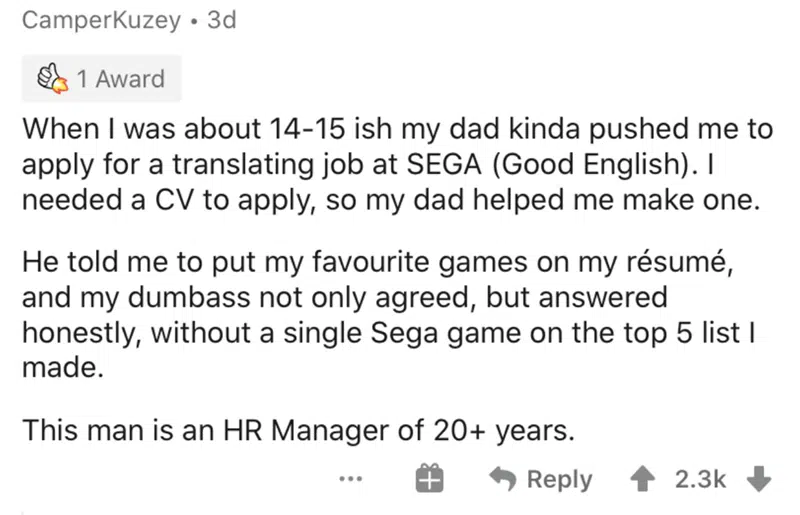 CamperKuzey • 3d
1 Award
When I was about 14-15 ish my dad kinda pushed me to
apply for a translating job at SEGA (Good English). I
needed a CV to apply, so my dad helped me make one.
He told me to put my favourite games on my résumé,
and my dumbass not only agreed, but answered
honestly, without a single Sega game on the top 5 list I
made.
This man is an HR Manager of 20+ years.
Reply 2.3k